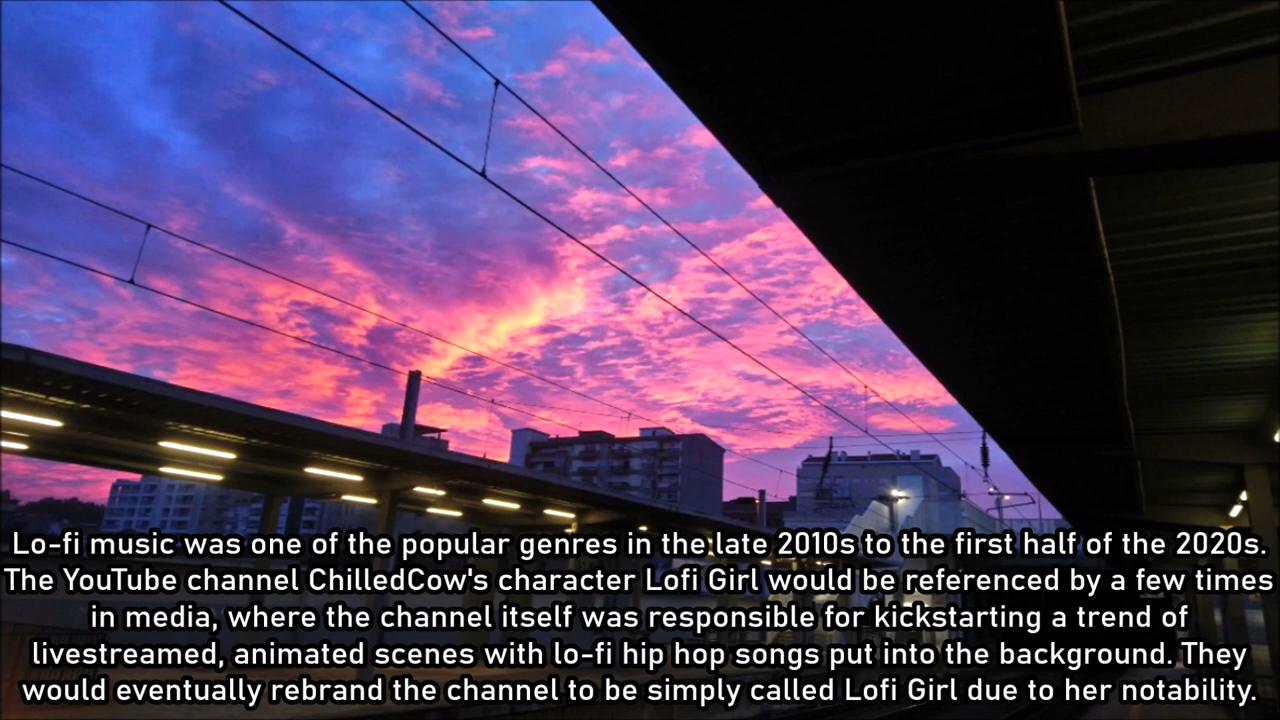 Lo-fi music was one of the popular genres in the late 2010s to the first half of the 2020s.
The YouTube channel ChilledCow's character Lofi Girl would be referenced by a few times
in media, where the channel itself was responsible for kickstarting a trend of
livestreamed, animated scenes with lo-fi hip hop songs put into the background. They
would eventually rebrand the channel to be simply called Lofi Girl due to her notability.